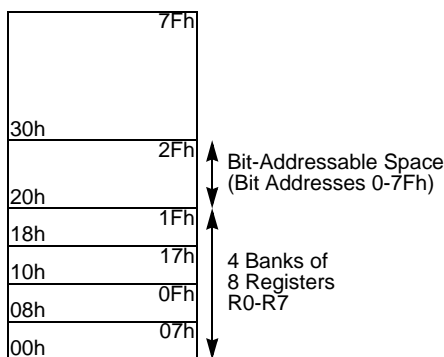 7Fh
30h
2Fh
Bit-Addressable Space
(Bit Addresses 0-7Fh)
20h
1Fh
18h
17h
4 Banks of
8 Registers
R0-R7
10h
0Fh
08h
07h
00h